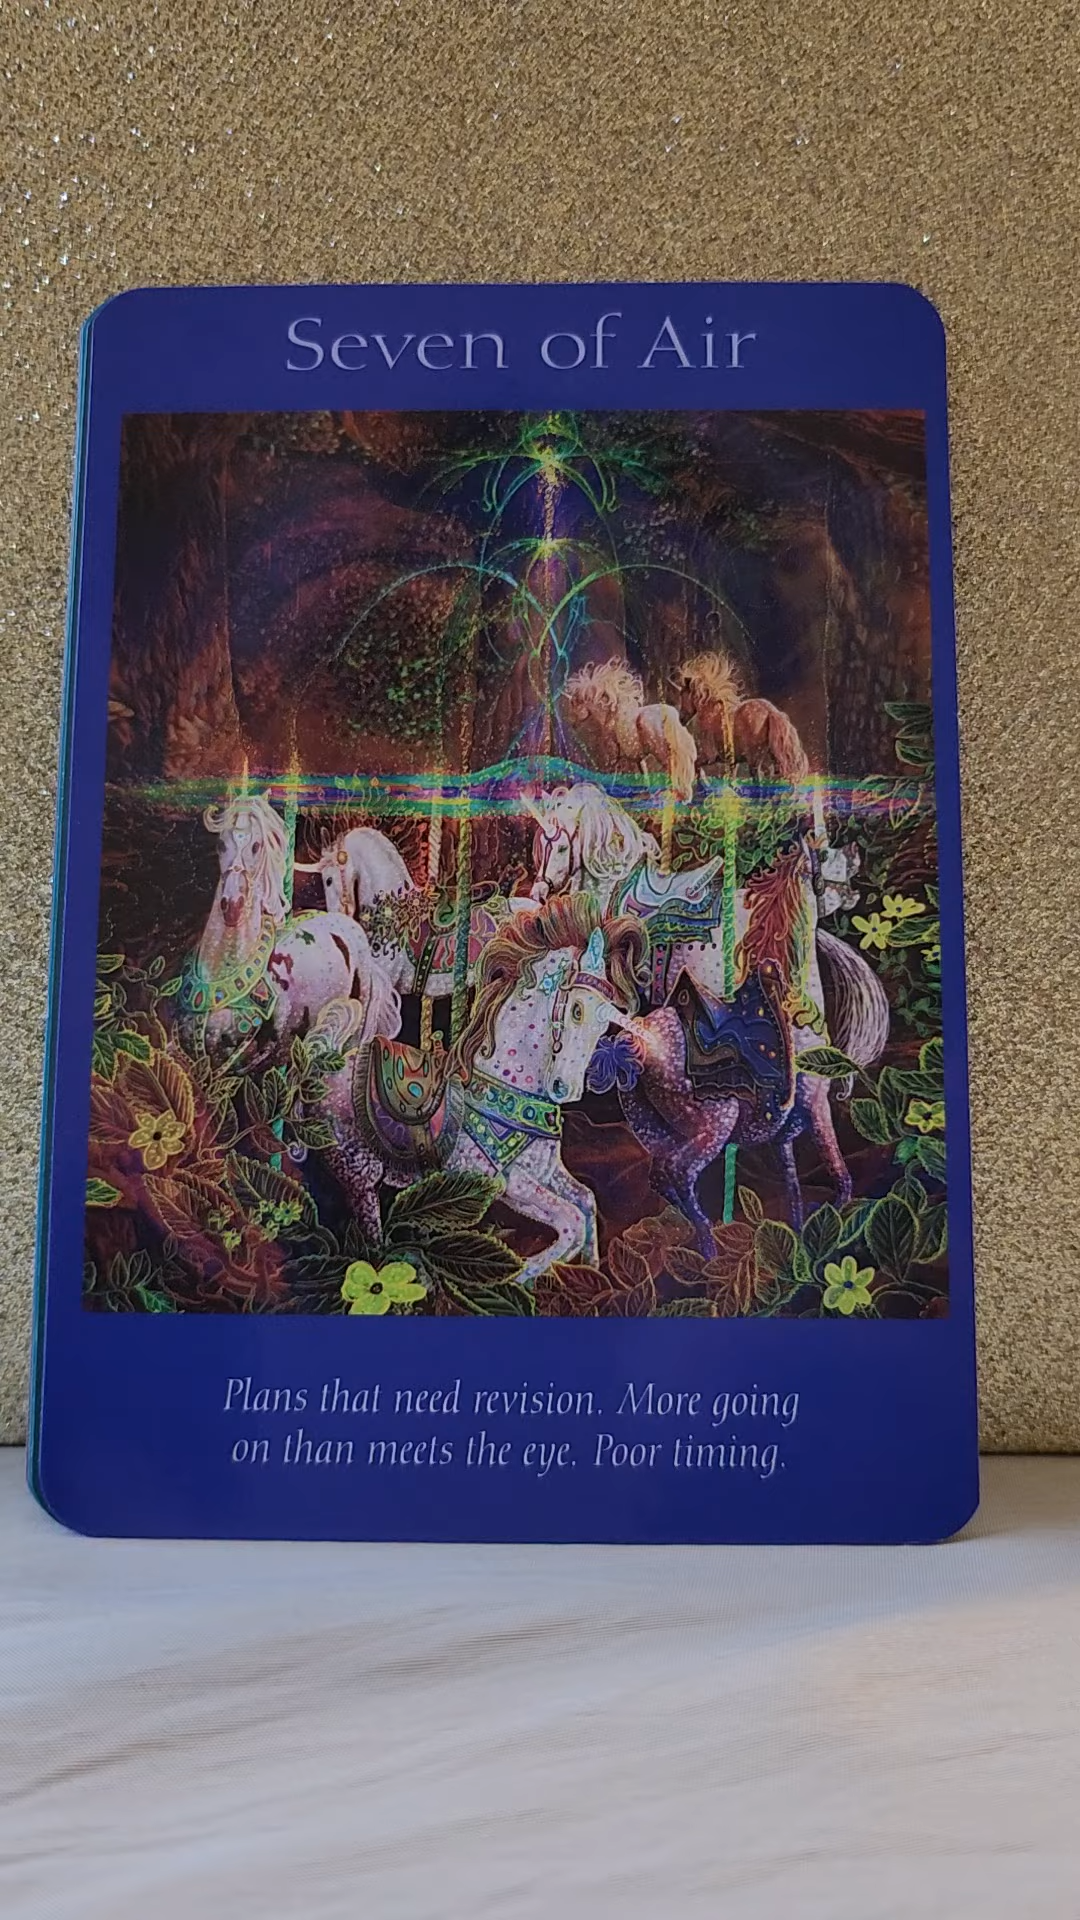 Seven of Air
Plans that need revision. More going
on than meets the eye. Poor timing.